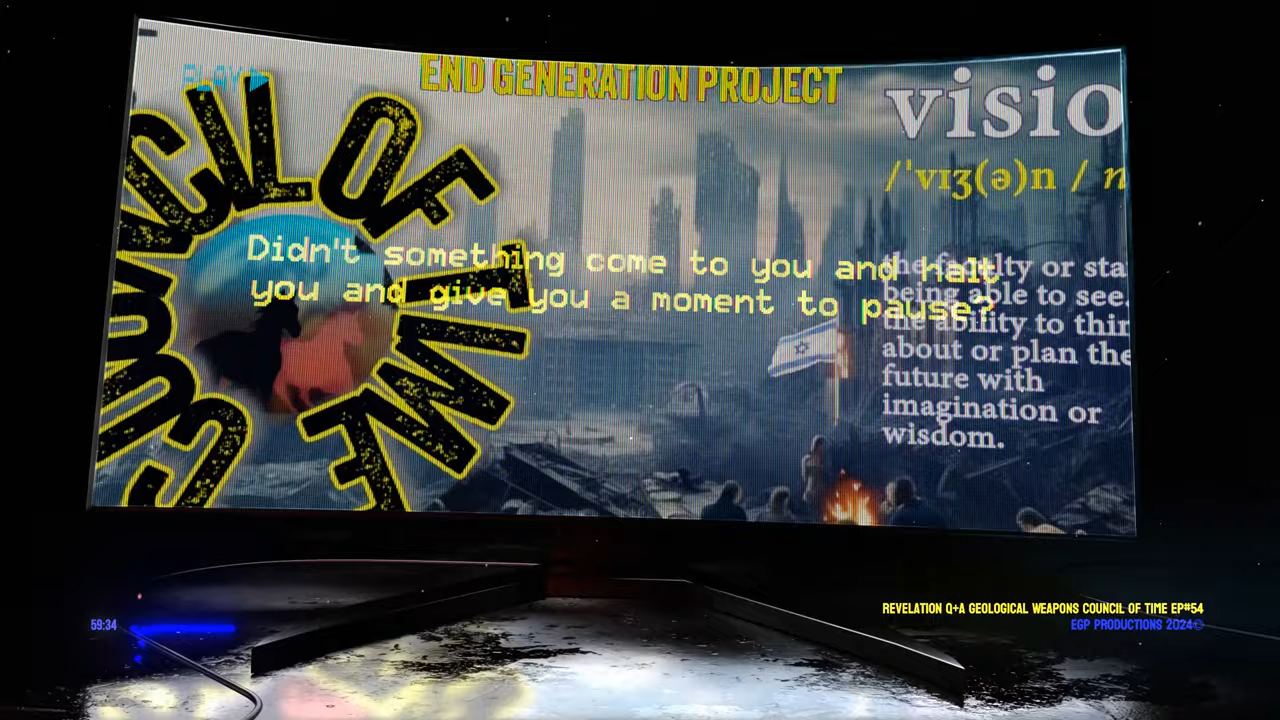 PLAY
END GENERATION PROJECT
COUNCIL OF TIME
visio
/ˈvɪʒ(ə)n / n
Didn't something come to you and halt
you and give you a moment to pause?
the faculty or sta
being able to see.
the ability to thin
about or plan the
future with
imagination or
wisdom.
59:34
REVELATION Q+A GEOLOGICAL WEAPONS COUNCIL OF TIME EP#54
EGP PRODUCTIONS 2024©